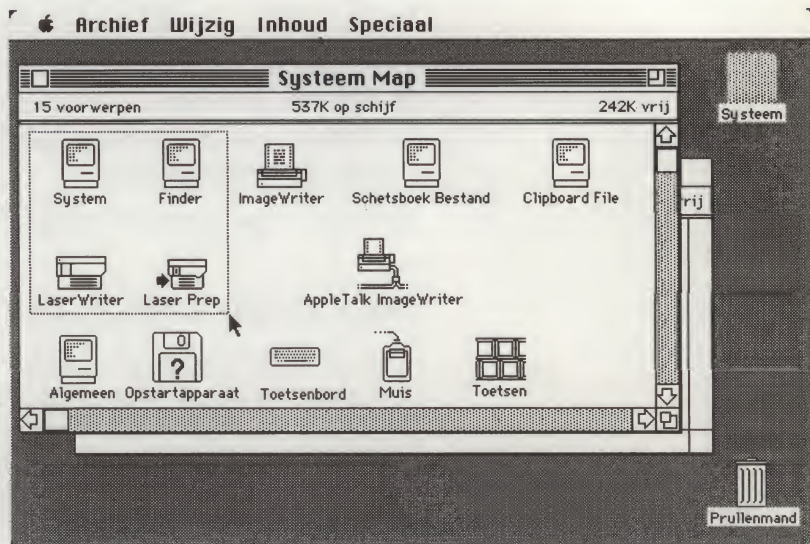 Archief Wijzig Inhoud Speciaal
Systeem Map
15 voorwerpen 537K op schijf 242K vrij
Systeem
System Finder ImageWriter Schetsboek Bestand Clipboard File
rij
LaserWriter Laser Prep AppleTalk ImageWriter
?
Algemeen Opstartapparaat Toetsenbord Muis Toetsen
Prullenmand